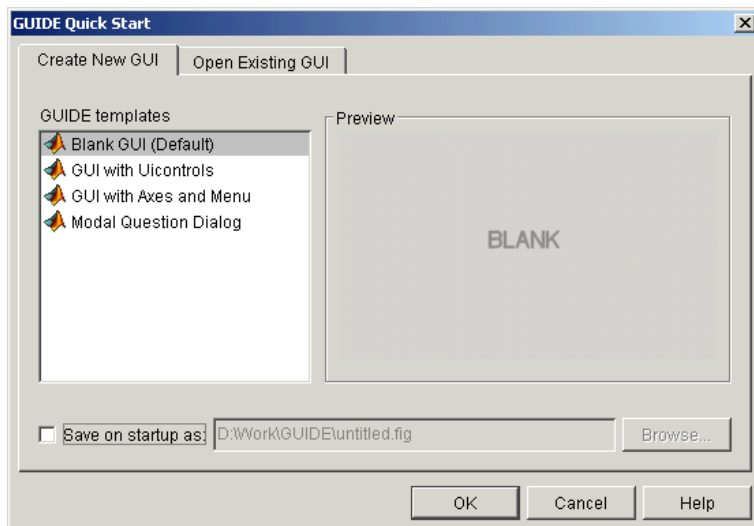 GUIDE Quick Start
Create New GUI
Open Existing GUI
GUIDE templates
Blank GUI (Default)
GUI with Uicontrols
GUI with Axes and Menu
Modal Question Dialog
Preview
BLANK
Save on startup as:
D:\Work\GUIDE\untitled.fig
Browse...
OK
Cancel
Help